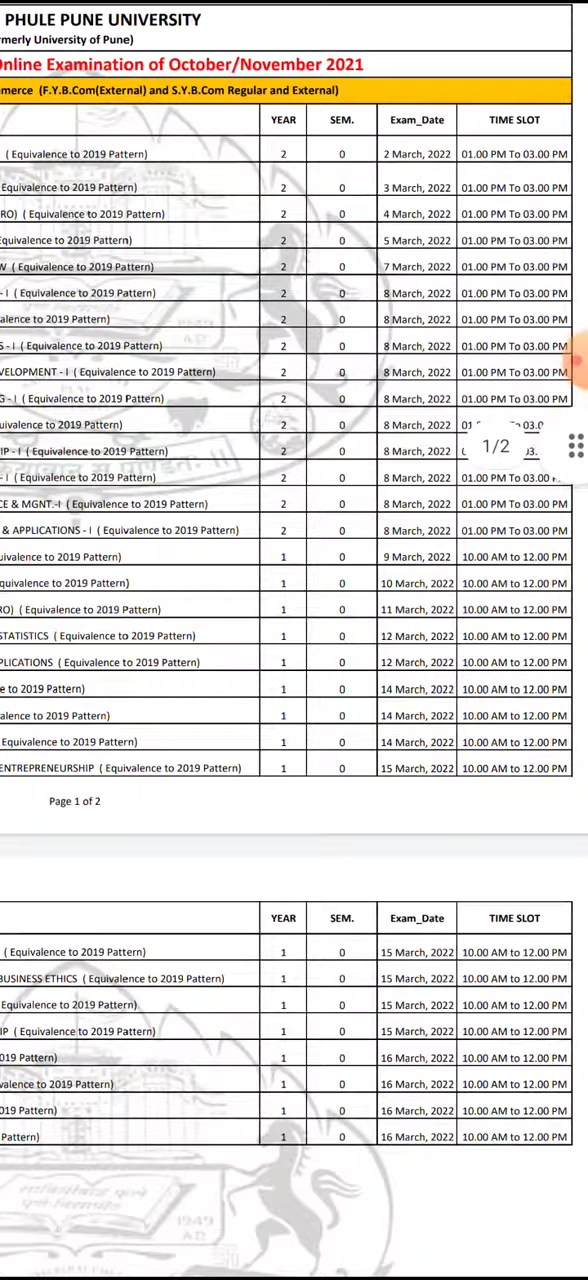 PHULE PUNE UNIVERSITY
merly University of Pune)
nline Examination of October/November 2021
merce (F.Y.B.Com(External) and S.Y.B.Com Regular and External)
YEAR SEM. Exam_Date TIME SLOT
( Equivalence to 2019 Pattern) 2 0 2 March, 2022 01.00 PM To 03.00 PM
Equivalence to 2019 Pattern) 2 0 3 March, 2022 01.00 PM To 03.00 PM
RO) ( Equivalence to 2019 Pattern) 2 0 4 March, 2022 01.00 PM To 03.00 PM
Equivalence to 2019 Pattern) 2 0 5 March, 2022 01.00 PM To 03.00 PM
W ( Equivalence to 2019 Pattern) 2 0 7 March, 2022 01.00 PM To 03.00 PM
- I ( Equivalence to 2019 Pattern) 2 0 8 March, 2022 01.00 PM To 03.00 PM
alence to 2019 Pattern) 2 0 8 March, 2022 01.00 PM To 03.00 PM
S - I ( Equivalence to 2019 Pattern) 2 0 8 March, 2022 01.00 PM To 03.00 PM
VELOPMENT - I ( Equivalence to 2019 Pattern) 2 0 8 March, 2022 01.00 PM To 03.00 PM
G - I ( Equivalence to 2019 Pattern) 2 0 8 March, 2022 01.00 PM To 03.00 PM
uivalence to 2019 Pattern) 2 0 8 March, 2022 01 03.0
IP - I ( Equivalence to 2019 Pattern) 2 0 8 March, 2022 1/2
- I ( Equivalence to 2019 Pattern) 2 0 8 March, 2022 01.00 PM To 03.00
CE & MGNT.-I ( Equivalence to 2019 Pattern) 2 0 8 March, 2022 01.00 PM To 03.00 PM
& APPLICATIONS - I ( Equivalence to 2019 Pattern) 2 0 8 March, 2022 01.00 PM To 03.00 PM
uivalence to 2019 Pattern) 1 0 9 March, 2022 10.00 AM to 12.00 PM
quivalence to 2019 Pattern) 1 0 10 March, 2022 10.00 AM to 12.00 PM
RO) ( Equivalence to 2019 Pattern) 1 0 11 March, 2022 10.00 AM to 12.00 PM
STATISTICS ( Equivalence to 2019 Pattern) 1 0 12 March, 2022 10.00 AM to 12.00 PM
PLICATIONS ( Equivalence to 2019 Pattern) 1 0 12 March, 2022 10.00 AM to 12.00 PM
e to 2019 Pattern) 1 0 14 March, 2022 10.00 AM to 12.00 PM
alence to 2019 Pattern) 1 0 14 March, 2022 10.00 AM to 12.00 PM
Equivalence to 2019 Pattern) 1 0 14 March, 2022 10.00 AM to 12.00 PM
ENTREPRENEURSHIP ( Equivalence to 2019 Pattern) 1 0 15 March, 2022 10.00 AM to 12.00 PM
Page 1 of 2
YEAR SEM. Exam_Date TIME SLOT
( Equivalence to 2019 Pattern) 1 0 15 March, 2022 10.00 AM to 12.00 PM
BUSINESS ETHICS ( Equivalence to 2019 Pattern) 1 0 15 March, 2022 10.00 AM to 12.00 PM
Equivalence to 2019 Pattern) 1 0 15 March, 2022 10.00 AM to 12.00 PM
IP ( Equivalence to 2019 Pattern) 1 0 15 March, 2022 10.00 AM to 12.00 PM
019 Pattern) 1 0 16 March, 2022 10.00 AM to 12.00 PM
valence to 2019 Pattern) 1 0 16 March, 2022 10.00 AM to 12.00 PM
019 Pattern) 1 0 16 March, 2022 10.00 AM to 12.00 PM
Pattern) 1 0 16 March, 2022 10.00 AM to 12.00 PM
1949
A.D.